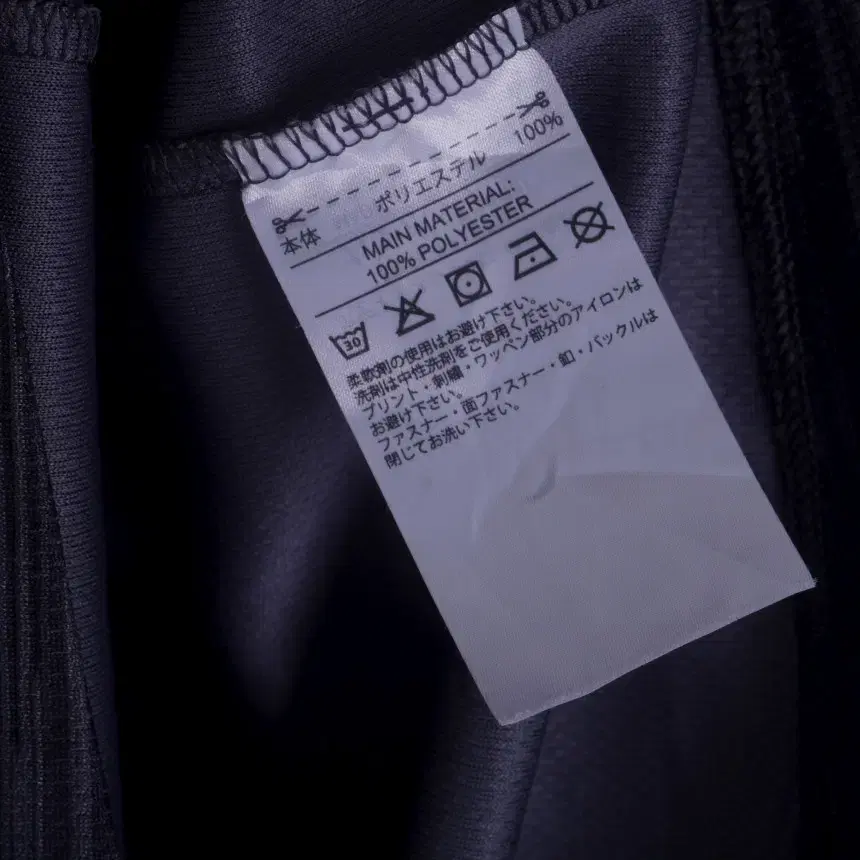 本体 ポリエステル 100%
MAIN MATERIAL:
100% POLYESTER
30
柔軟剤の使用はお避け下さい。
洗剤は中性洗剤をご使用ください。
プリント・刺繍・ワッペン部分のアイロンは
お避け下さい。
ファスナー・面ファスナー・釦・バックルは
閉じてお洗い下さい。